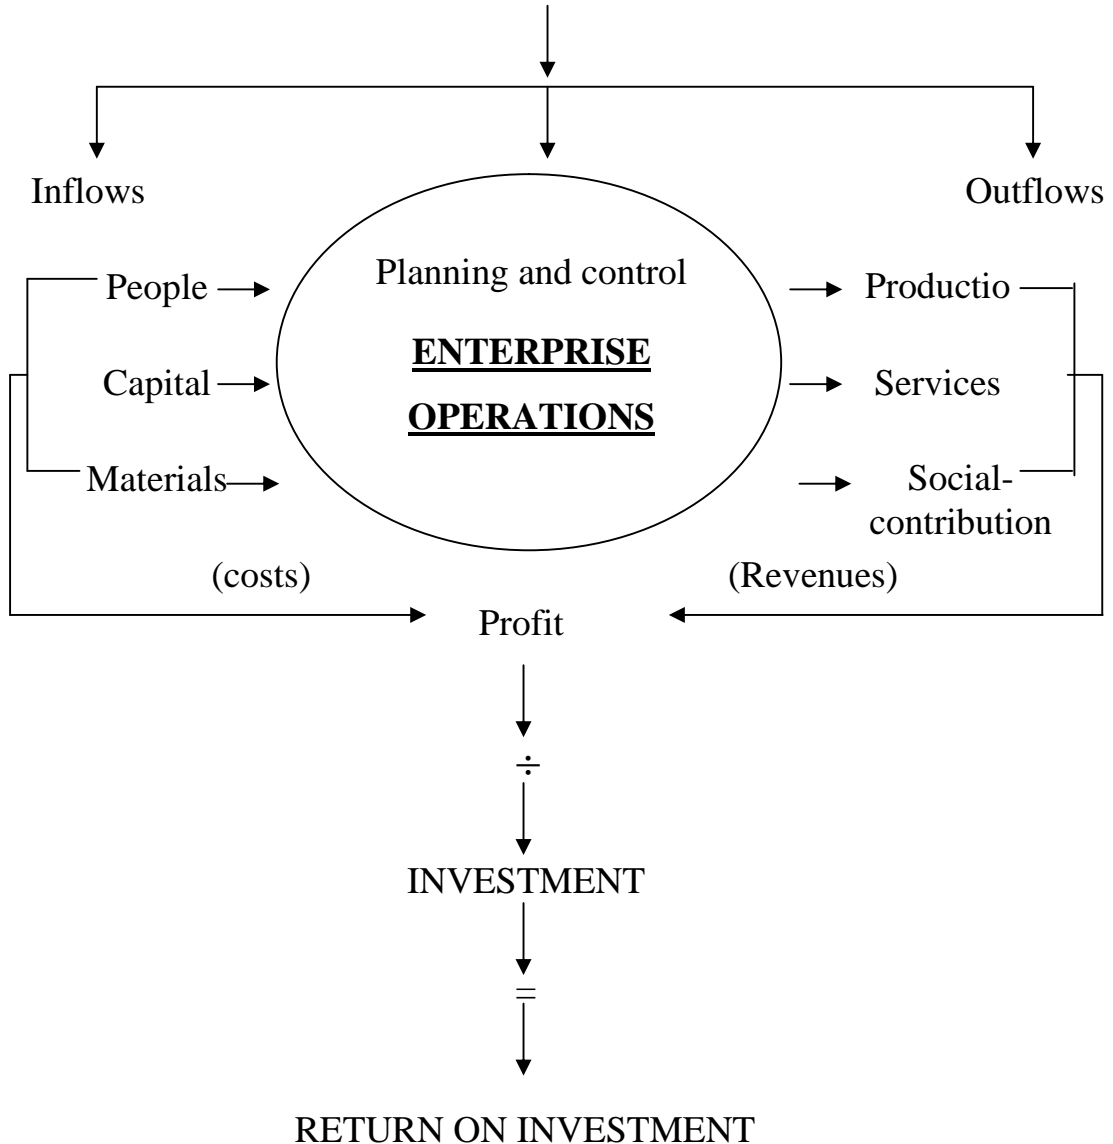 Inflows
Outflows
Planning and control
People
Productio
ENTERPRISE
Capital
Services
OPERATIONS
Materials
Social-
contribution
(costs)
(Revenues)
Profit
÷
INVESTMENT
=
RETURN ON INVESTMENT